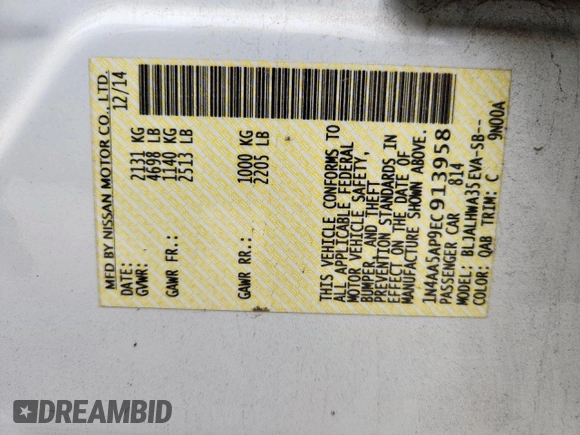 MFD BY NISSAN MOTOR CO., LTD.
DATE: 12/14
GVWR: 2131 KG
4698 LB
GAWR FR.: 1140 KG
2513 LB
GAWR RR: 1000 KG
2205 LB
THIS VEHICLE CONFORMS TO
ALL APPLICABLE FEDERAL
MOTOR VEHICLE SAFETY,
BUMPER, AND THEFT
PREVENTION STANDARDS IN
EFFECT ON THE DATE OF
MANUFACTURE SHOWN ABOVE.
1N4AA5AP9EC913958
PASSENGER CAR 814
MODEL: BLJALHWA35EVA-SB--
COLOR: QAB TRIM: C 9N00A
DREAMBID